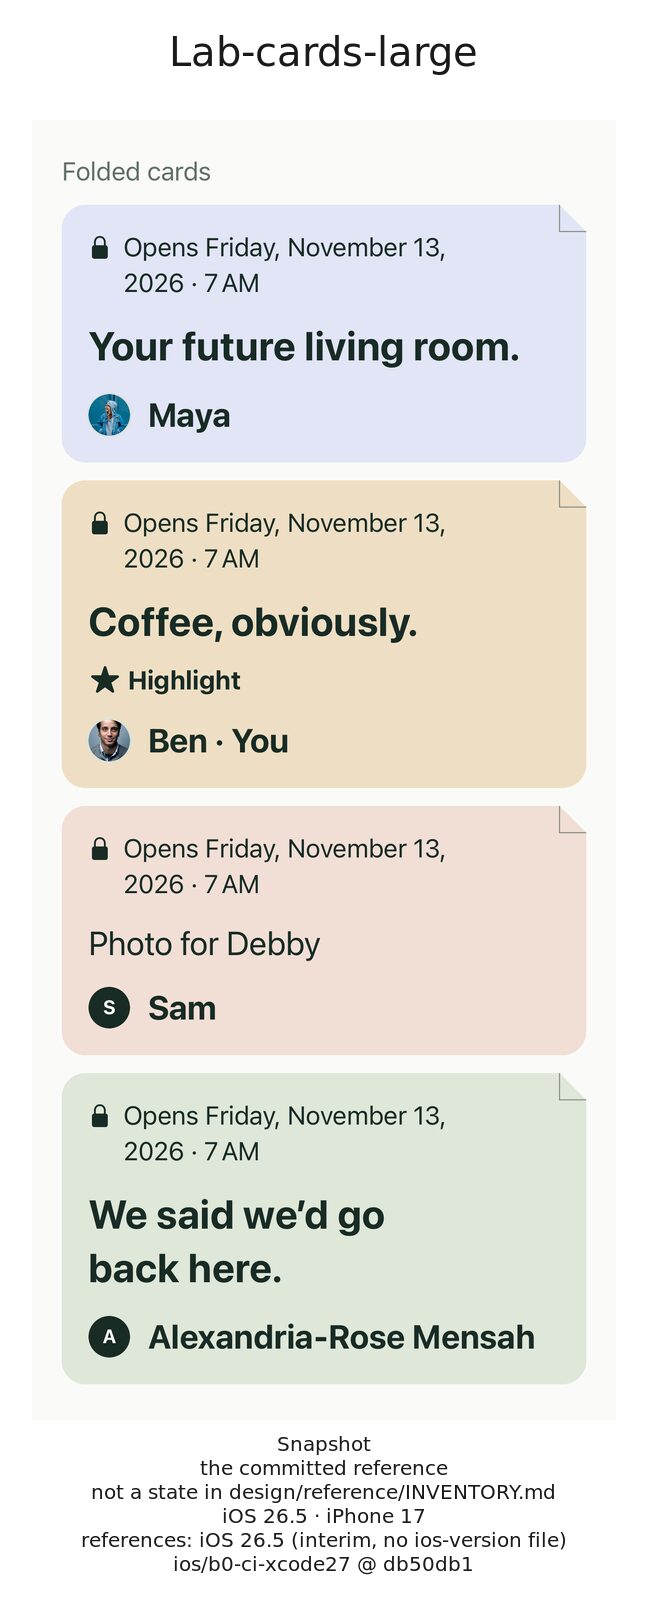 Lab-cards-large
Folded cards
Opens Friday, November 13,
2026 · 7 AM
Your future living room.
Maya
Opens Friday, November 13,
2026 · 7 AM
Coffee, obviously.
Highlight
Ben · You
Opens Friday, November 13,
2026 · 7 AM
Photo for Debby
S Sam
Opens Friday, November 13,
2026 · 7 AM
We said we’d go
back here.
A Alexandria-Rose Mensah
Snapshot
the committed reference
not a state in design/reference/INVENTORY.md
iOS 26.5 · iPhone 17
references: iOS 26.5 (interim, no ios-version file)
ios/b0-ci-xcode27 @ db50db1